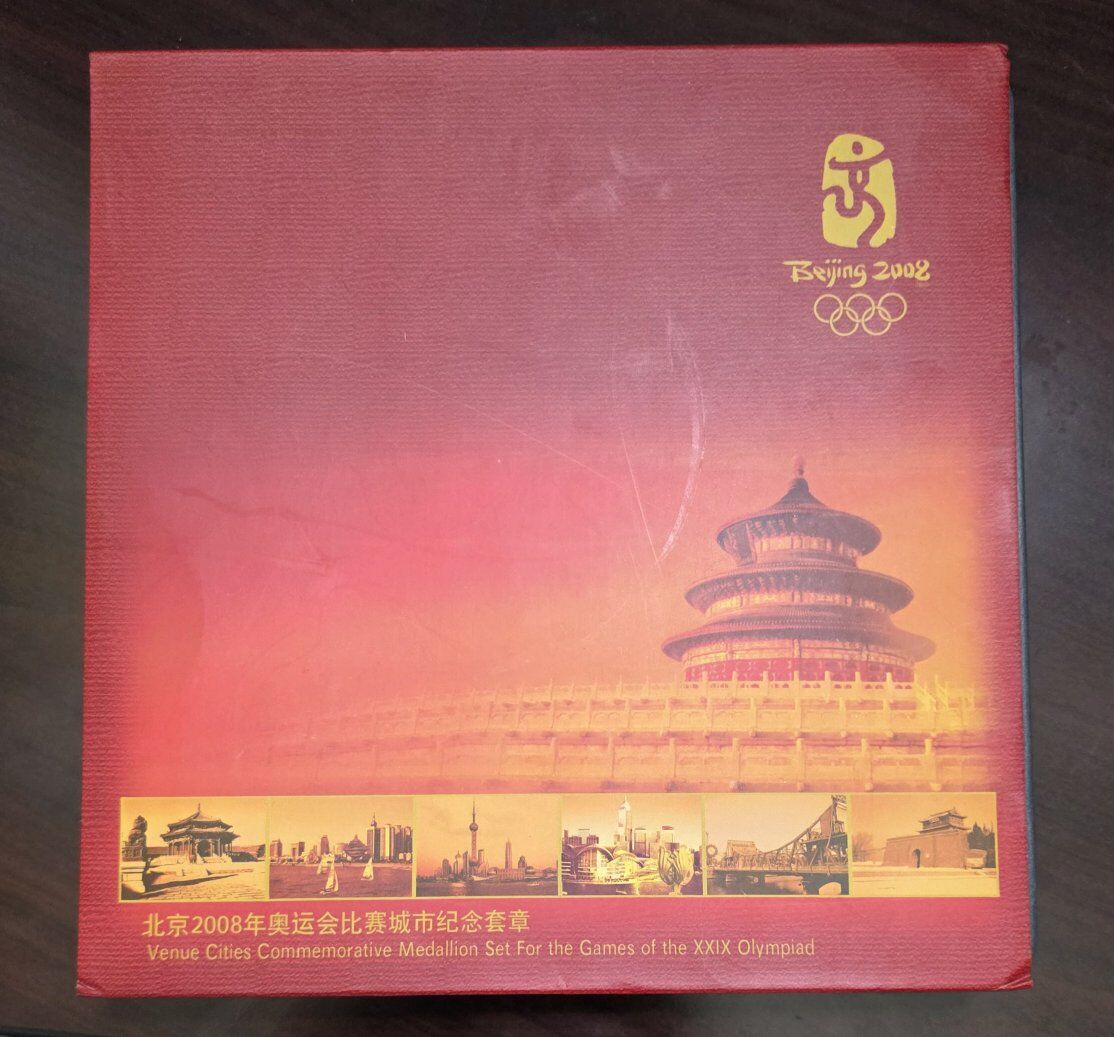 Beijing 2008
北京2008年奥运会比赛城市纪念套章
Venue Cities Commemorative Medallion Set For the Games of the XXIX Olympiad